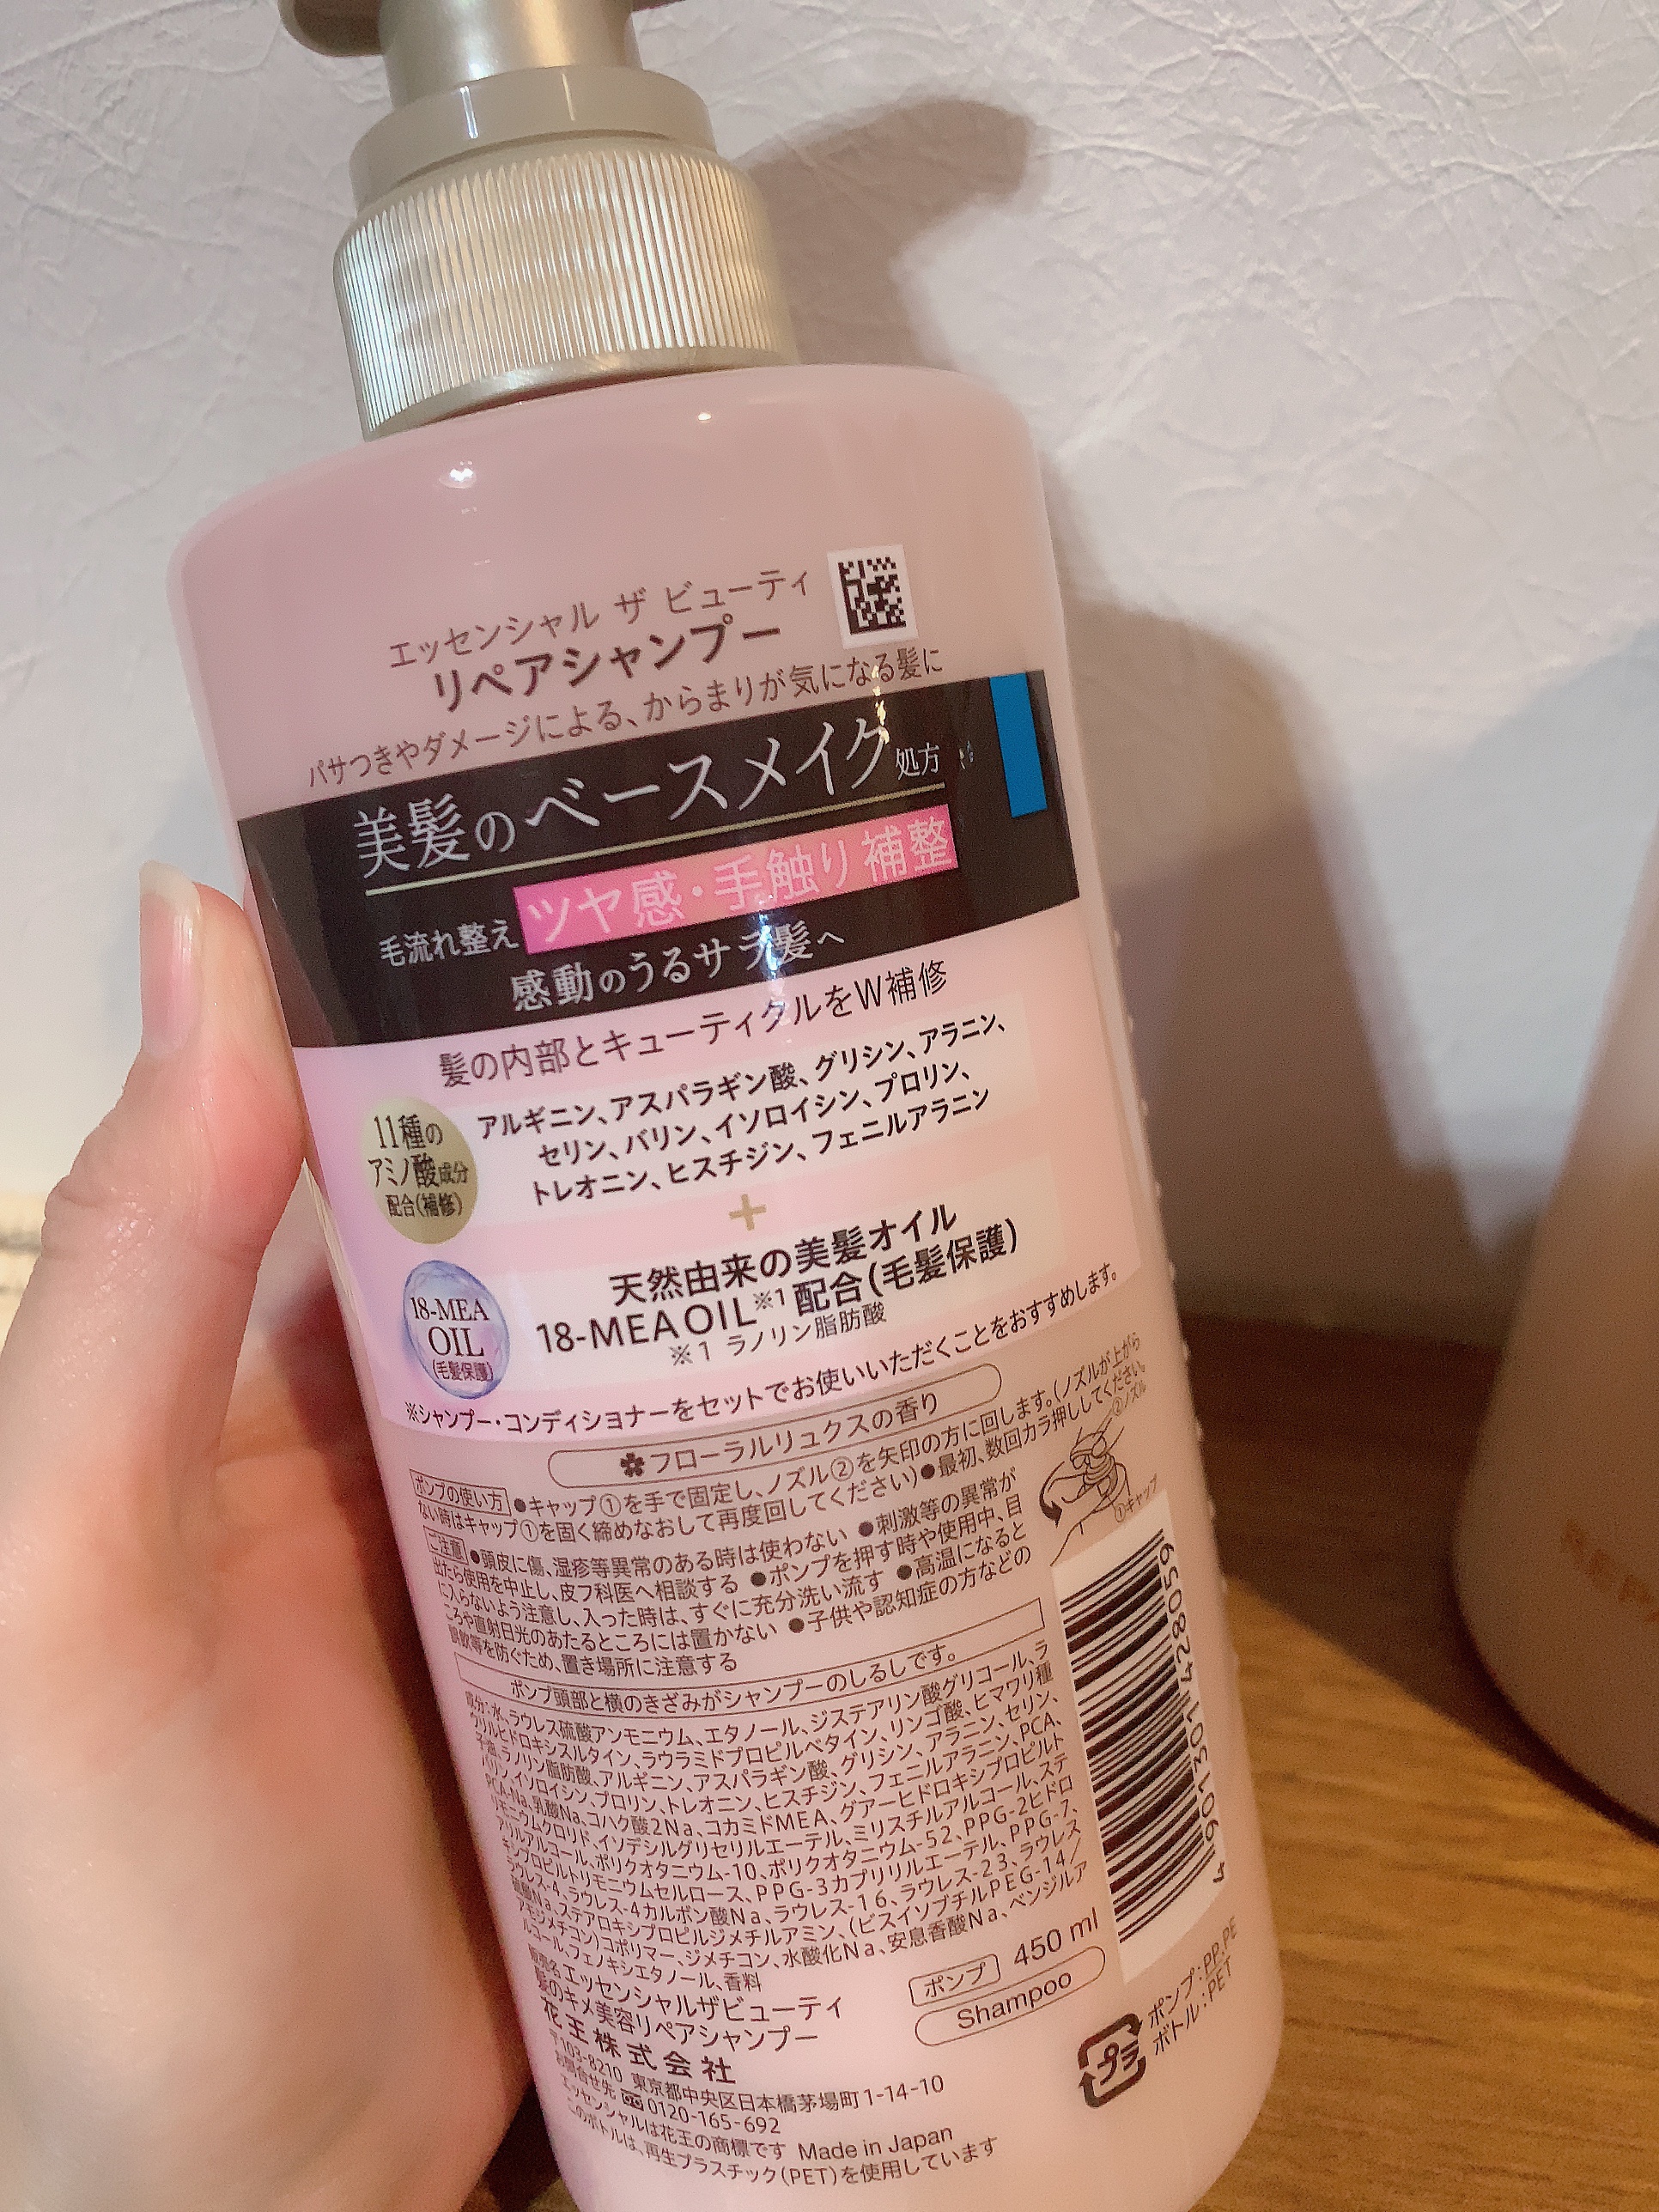 エッセンシャル ザ ビューティ
リペアシャンプー
パサつきやダメージによる、からまりが気になる髪に
美髪のベースメイク処方
毛流れ整え ツヤ感・手触り補整
感動のうるサラ髪へ
髪の内部とキューティクルをW補修
11種の
アミノ酸成分
配合(補修)
アルギニン、アスパラギン酸、グリシン、アラニン、
セリン、バリン、イソロイシン、プロリン、
トレオニン、ヒスチジン、フェニルアラニン
+
18-MEA
OIL
(毛髪保護)
天然由来の美髪オイル
18-MEA OIL※1配合(毛髪保護)
※1 ラノリン脂肪酸
※シャンプー・コンディショナーをセットでお使いいただくことをおすすめします。
フローラルリュクスの香り
ポンプの使い方 ●キャップ①を手で固定し、ノズル②を矢印の方に回します。(ノズルが上がら
ない時はキャップ①を固く締めなおして再度回してください)●最初、数回カラ押ししてください。
②ノズル
①キャップ
ご注意 ●頭皮に傷、湿疹等異常のある時は使わない ●刺激等の異常が
出たら使用を中止し、皮フ科医へ相談する ●ポンプを押す時や使用中、目
に入らないよう注意し、入った時は、すぐに充分洗い流す ●高温になると
ころや直射日光のあたるところには置かない ●子供や認知症の方などの
誤飲等を防ぐため、置き場所に注意する
ポンプ頭部と横のきざみがシャンプーのしるしです。
成分:水、ラウレス硫酸アンモニウム、エタノール、ジステアリン酸グリコール、ラ
ウリルヒドロキシスルタイン、ラウラミドプロピルベタイン、リンゴ酸、ヒマワリ種
子油、ラノリン脂肪酸、アルギニン、アスパラギン酸、グリシン、アラニン、セリン、
バリン、イソロイシン、プロリン、トレオニン、ヒスチジン、フェニルアラニン、PCA、
PCA-Na、乳酸Na、コハク酸2Na、コカミドMEA、グアーヒドロキシプロピルト
リモニウムクロリド、イソデシルグリセリルエーテル、ミリスチルアルコール、ステ
アリルアルコール、ポリクオタニウム-10、ポリクオタニウム-52、PPG-2ヒドロ
キシプロピルトリモニウムセルロース、PPG-3カプリリルエーテル、PPG-7、
ラウレス-4、ラウレス-4カルボン酸Na、ラウレス-16、ラウレス-23、ラウレス
硫酸Na、ステアロキシプロピルジメチルアミン、(ビスイソブチルPEG-14/
アモジメチコン)コポリマー、ジメチコン、水酸化Na、安息香酸Na、ベンジルア
ルコール、フェノキシエタノール、香料
販売名 エッセンシャルザビューティ
髪のキメ美容リペアシャンプー
花王株式会社
〒103-8210 東京都中央区日本橋茅場町1-14-10
お問合せ先 0120-165-692
エッセンシャルは花王の商標です Made in Japan
このボトルは、再生プラスチック(PET)を使用しています
ポンプ 450 ml
Shampoo
4 901301 428059
プラ
ポンプ:PP,PE
ボトル:PET